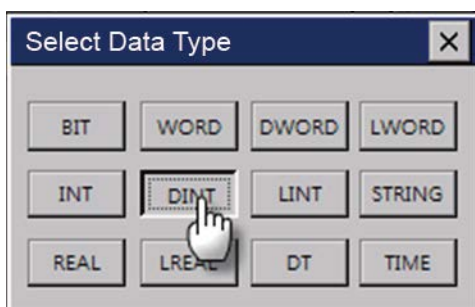 Select Data Type
BIT WORD DWORD LWORD
INT DINT LINT STRING
REAL LREAL DT TIME